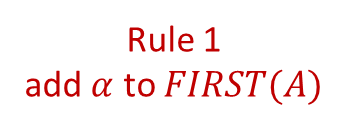 Rule 1
add 𝛼 to 𝐹𝐼𝑅𝑆𝑇(𝐴)